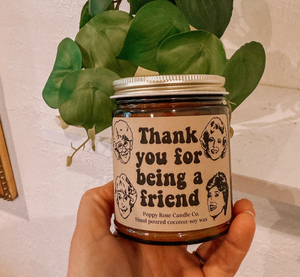 Thank
you for
being a
friend
Poppy Rose Candle Co.
Hand poured coconut-soy wax